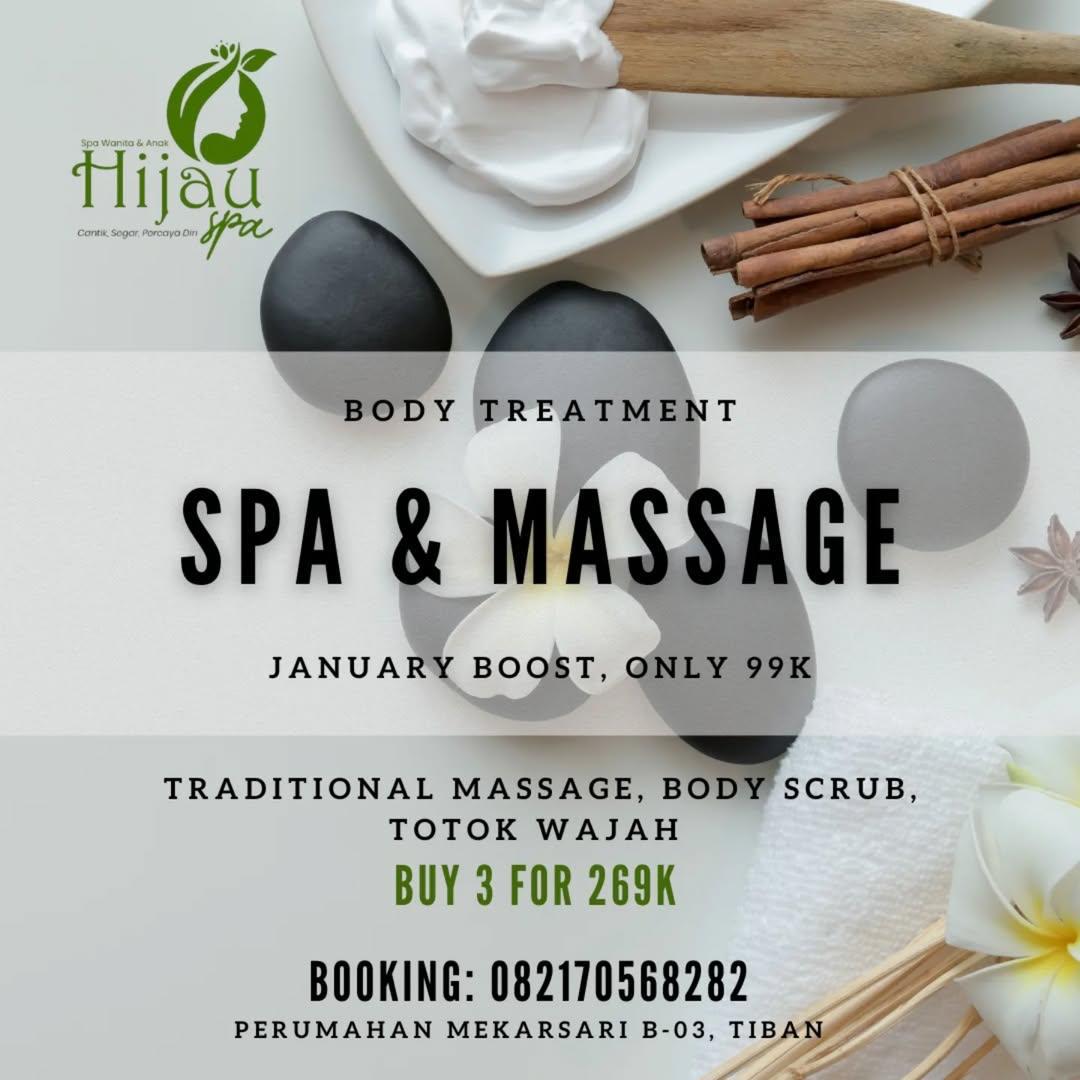 Spa Wanita & Anak
Hijau
spa
Cantik, Segar, Percaya Diri
BODY TREATMENT
SPA & MASSAGE
JANUARY BOOST, ONLY 99K
TRADITIONAL MASSAGE, BODY SCRUB,
TOTOK WAJAH
BUY 3 FOR 269K
BOOKING: 082170568282
PERUMAHAN MEKARSARI B-03, TIBAN